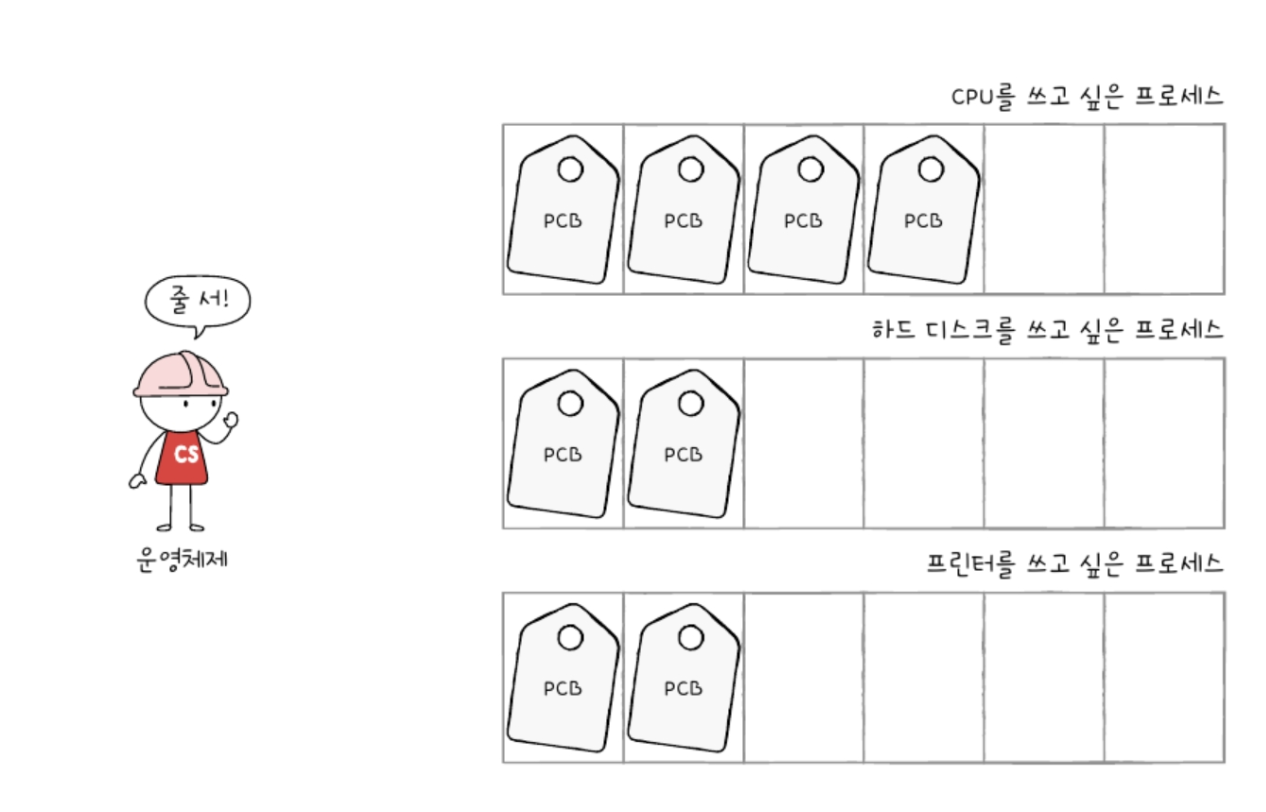 CPU를 쓰고 싶은 프로세스
PCB PCB PCB PCB
줄 서!
하드 디스크를 쓰고 싶은 프로세스
PCB PCB
CS
운영체제
프린터를 쓰고 싶은 프로세스
PCB PCB